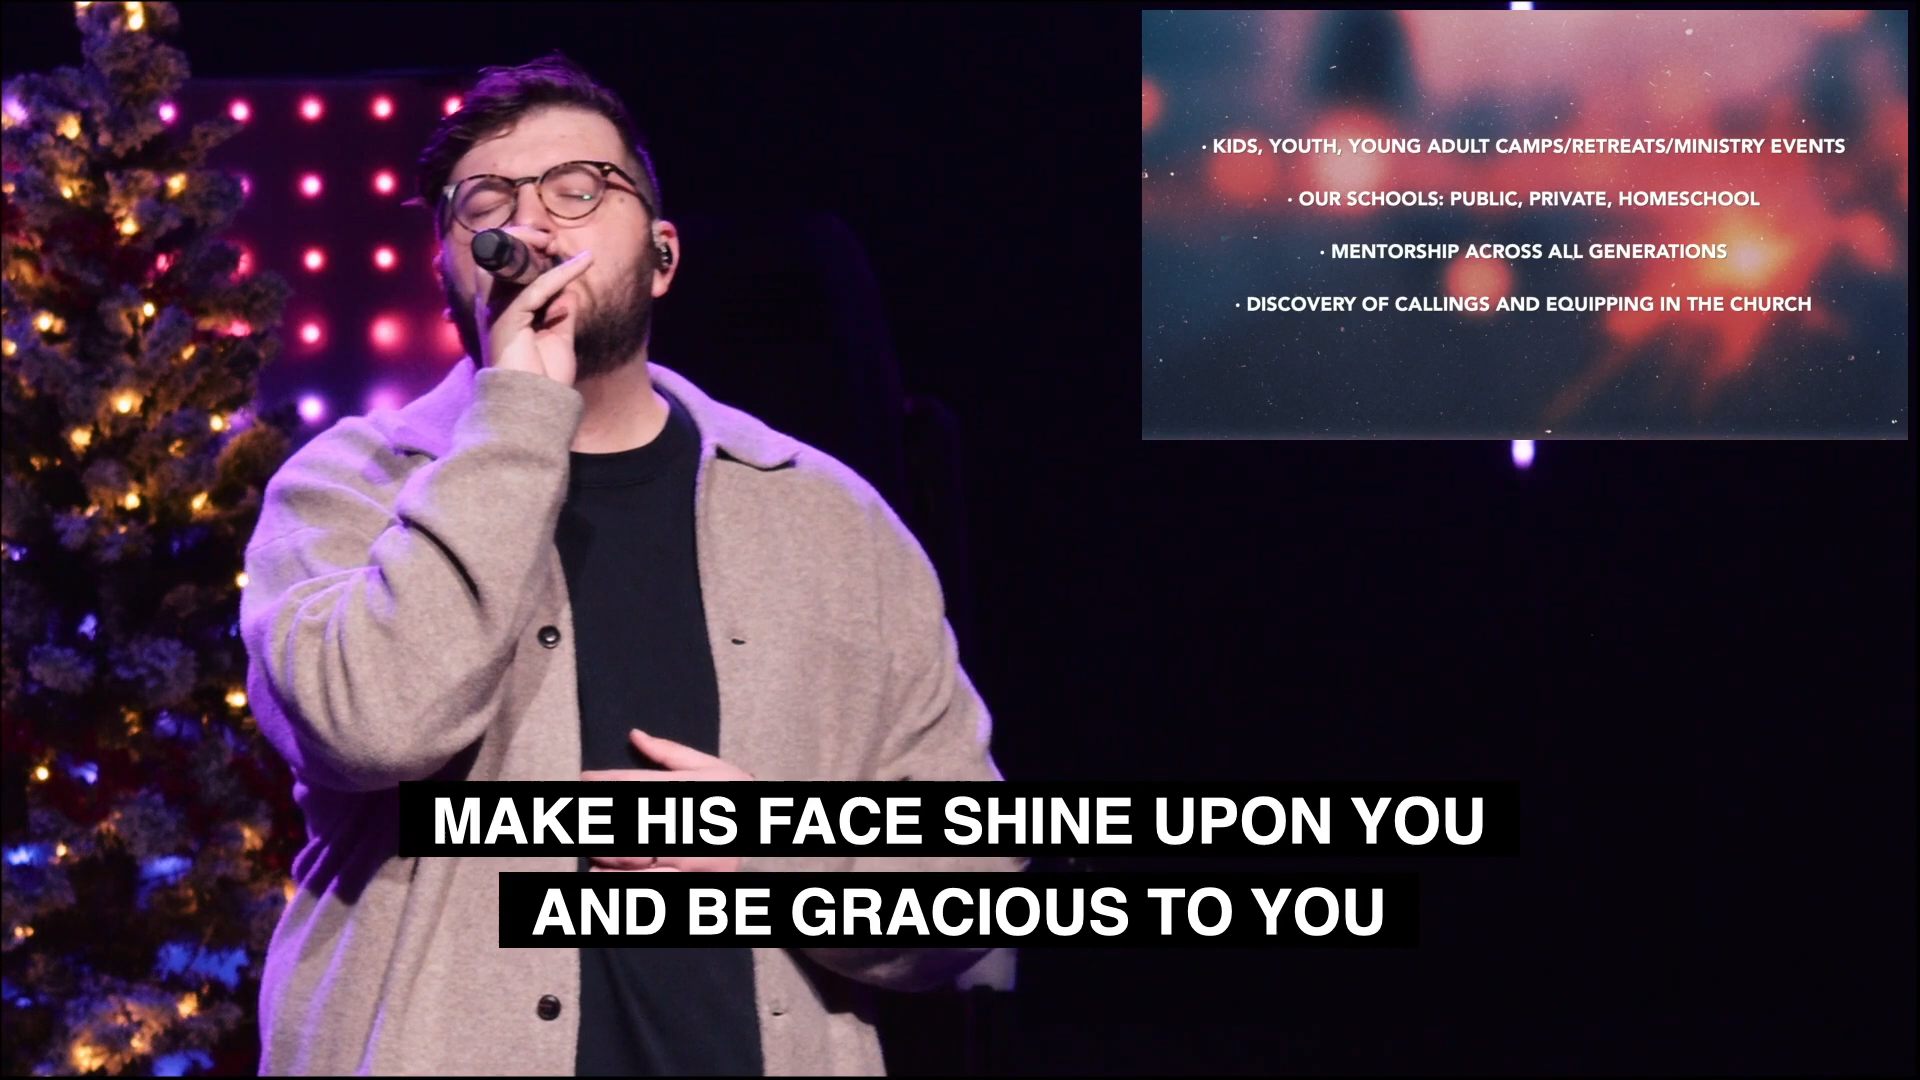 · KIDS, YOUTH, YOUNG ADULT CAMPS/RETREATS/MINISTRY EVENTS
· OUR SCHOOLS: PUBLIC, PRIVATE, HOMESCHOOL
· MENTORSHIP ACROSS ALL GENERATIONS
· DISCOVERY OF CALLINGS AND EQUIPPING IN THE CHURCH
MAKE HIS FACE SHINE UPON YOU
AND BE GRACIOUS TO YOU